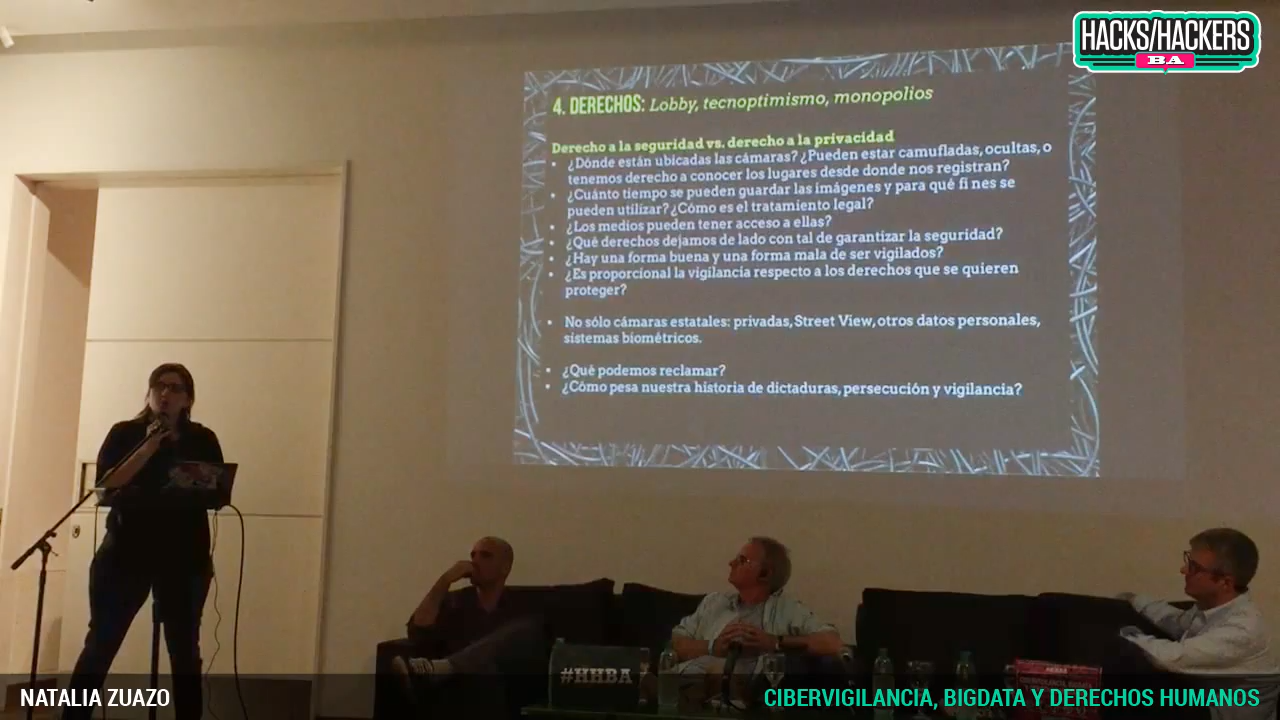 HACKS/HACKERS
BA
4. DERECHOS: Lobby, tecnoptimismo, monopolios
Derecho a la seguridad vs. derecho a la privacidad
• ¿Dónde están ubicadas las cámaras? ¿Pueden estar camufladas, ocultas, o
tenemos derecho a conocer los lugares desde donde nos registran?
• ¿Cuánto tiempo se pueden guardar las imágenes y para qué fi nes se
pueden utilizar? ¿Cómo es el tratamiento legal?
• ¿Los medios pueden tener acceso a ellas?
• ¿Qué derechos dejamos de lado con tal de garantizar la seguridad?
• ¿Hay una forma buena y una forma mala de ser vigilados?
• ¿Es proporcional la vigilancia respecto a los derechos que se quieren
proteger?
• No sólo cámaras estatales: privadas, Street View, otros datos personales,
sistemas biométricos.
• ¿Qué podemos reclamar?
• ¿Cómo pesa nuestra historia de dictaduras, persecución y vigilancia?
#HHBA
NATALIA ZUAZO
CIBERVIGILANCIA, BIGDATA Y DERECHOS HUMANOS